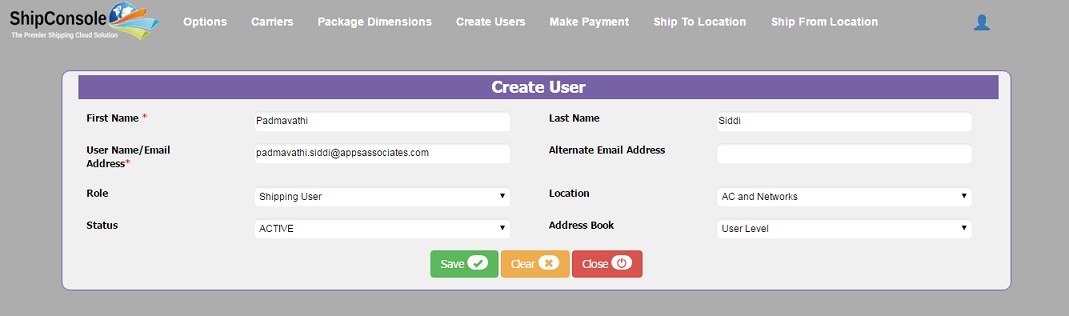 ShipConsole
The Premier Shipping Cloud Solution
Options Carriers Package Dimensions Create Users Make Payment Ship To Location Ship From Location
Create User
First Name * Padmavathi Last Name Siddi
User Name/Email Address* padmavathi.siddi@appsassociates.com Alternate Email Address
Role Shipping User Location AC and Networks
Status ACTIVE Address Book User Level
Save Clear Close